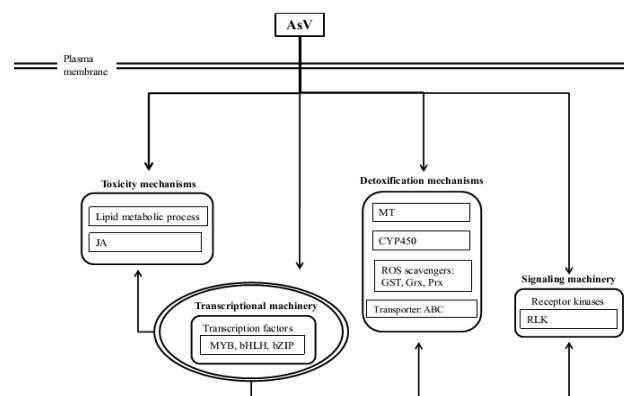 AsV
Plasma
membrane
Toxicity mechanisms
Lipid metabolic process
JA
Detoxification mechanisms
MT
CYP450
ROS scavengers:
GST, Grx, Prx
Transporter: ABC
Signaling machinery
Receptor kinases
RLK
Transcriptional machinery
Transcription factors
MYB, bHLH, bZIP